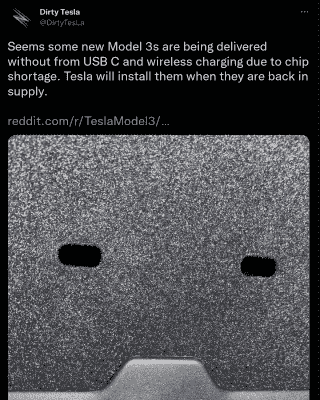 Dirty Tesla
@DirtyTesLa
Seems some new Model 3s are being delivered
without from USB C and wireless charging due to chip
shortage. Tesla will install them when they are back in
supply.
reddit.com/r/TeslaModel3/...